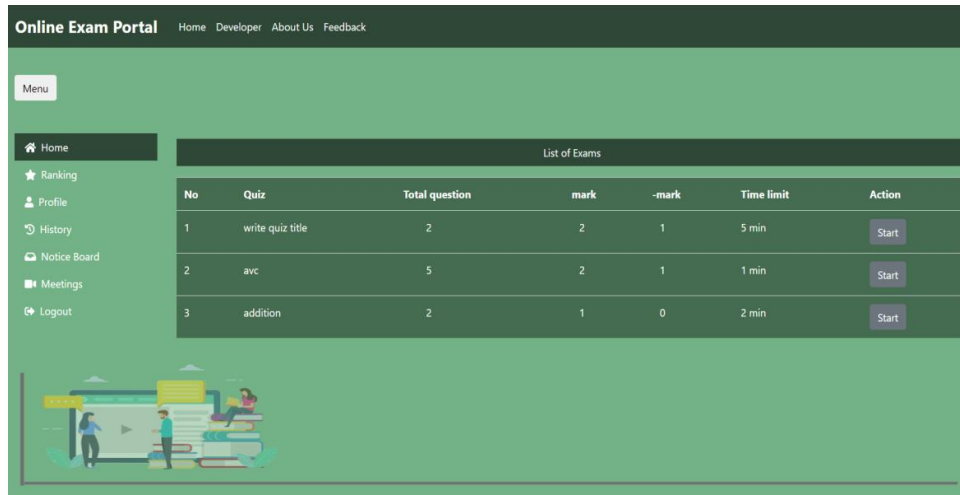 Online Exam Portal Home Developer About Us Feedback
Menu
Home
Ranking
Profile
History
Notice Board
Meetings
Logout
List of Exams
No Quiz Total question mark -mark Time limit Action
1 write quiz title 2 2 1 5 min Start
2 avc 5 2 1 1 min Start
3 addition 2 1 0 2 min Start